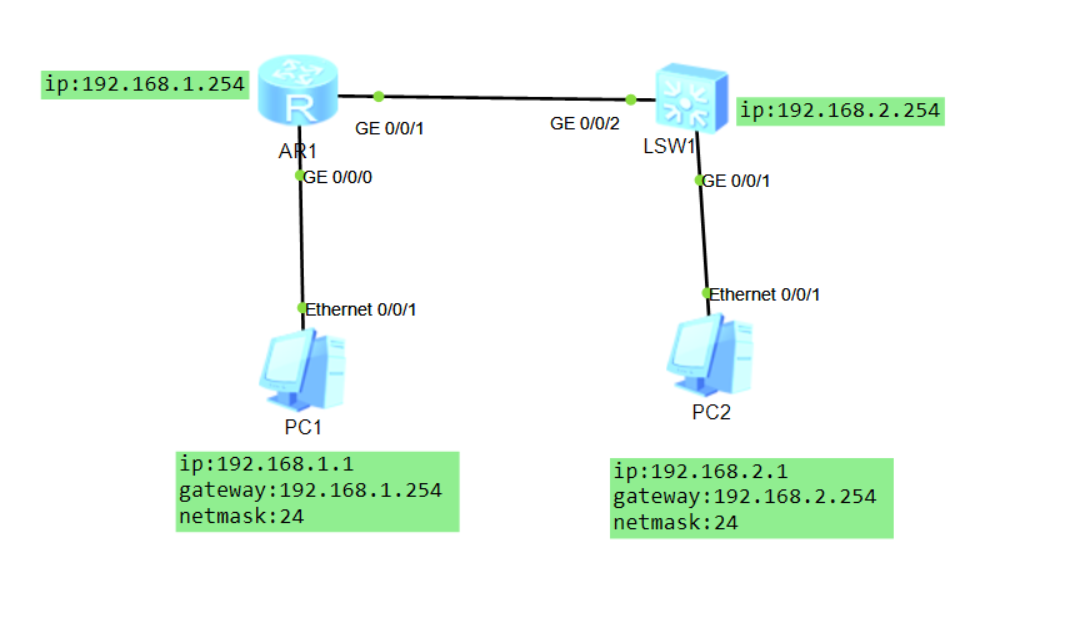 ip:192.168.1.254
R
GE 0/0/1
GE 0/0/2
ip:192.168.2.254
AR1
LSW1
GE 0/0/0
GE 0/0/1
Ethernet 0/0/1
Ethernet 0/0/1
PC1
PC2
ip:192.168.1.1
gateway:192.168.1.254
netmask:24
ip:192.168.2.1
gateway:192.168.2.254
netmask:24